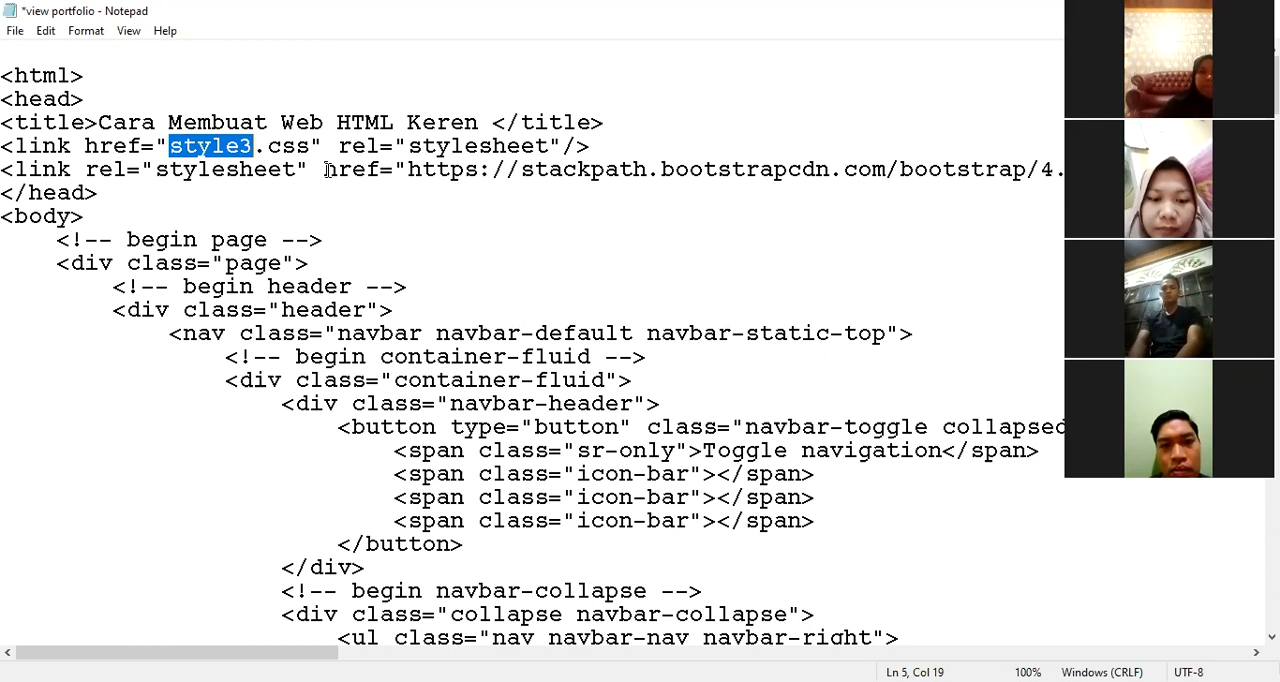 *view portfolio - Notepad
File Edit Format View Help
<html>
<head>
<title>Cara Membuat Web HTML Keren </title>
<link href="style3.css" rel="stylesheet"/>
<link rel="stylesheet" href="https://stackpath.bootstrapcdn.com/bootstrap/4.
</head>
<body>
<!-- begin page -->
<div class="page">
<!-- begin header -->
<div class="header">
<nav class="navbar navbar-default navbar-static-top">
<!-- begin container-fluid -->
<div class="container-fluid">
<div class="navbar-header">
<button type="button" class="navbar-toggle collapsed
<span class="sr-only">Toggle navigation</span>
<span class="icon-bar"></span>
<span class="icon-bar"></span>
<span class="icon-bar"></span>
</button>
</div>
<!-- begin navbar-collapse -->
<div class="collapse navbar-collapse">
<ul class="nav navbar-nav navbar-right">
Ln 5, Col 19 100% Windows (CRLF) UTF-8